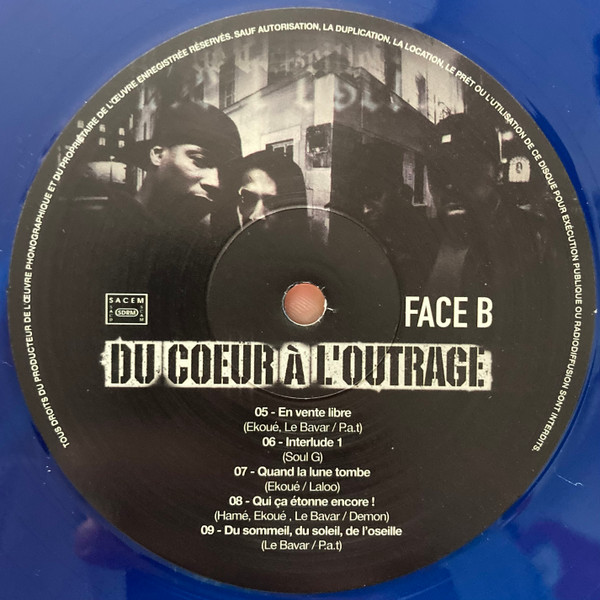 TOUS DROITS DU PRODUCTEUR DE L'ŒUVRE PHONOGRAPHIQUE ET DU PROPRIÉTAIRE DE L'ŒUVRE ENREGISTRÉE RÉSERVÉS. SAUF AUTORISATION, LA DUPLICATION, LA LOCATION, LE PRÊT OU L'UTILISATION DE CE DISQUE POUR EXÉCUTION PUBLIQUE OU RADIODIFFUSION SONT INTERDITS.
SACEM
SACD
SDRM
SCAM
FACE B
DU COEUR À L'OUTRAGE
05 - En vente libre
(Ekoué, Le Bavar / P.a.t)
06 - Interlude 1
(Soul G)
07 - Quand la lune tombe
(Ekoué / Laloo)
08 - Qui ça étonne encore !
(Hamé, Ekoué , Le Bavar / Demon)
09 - Du sommeil, du soleil, de l'oseille
(Le Bavar / P.a.t)